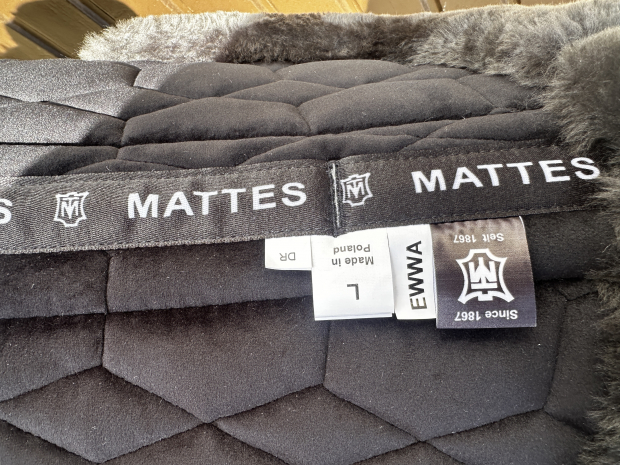 S MATTES MATTES
DR
Made in
Poland
L
EWWA
Seit 1867
Since 1867